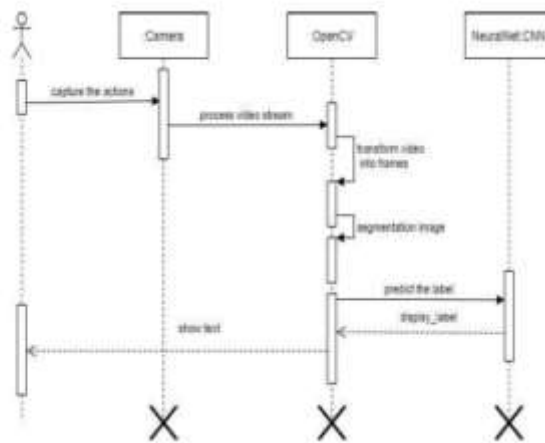 Camera
OpenCV
NeuralNet:CNN
capture the actions
process video stream
transform video
into frames
segmentation image
predict the label
display_label
show text